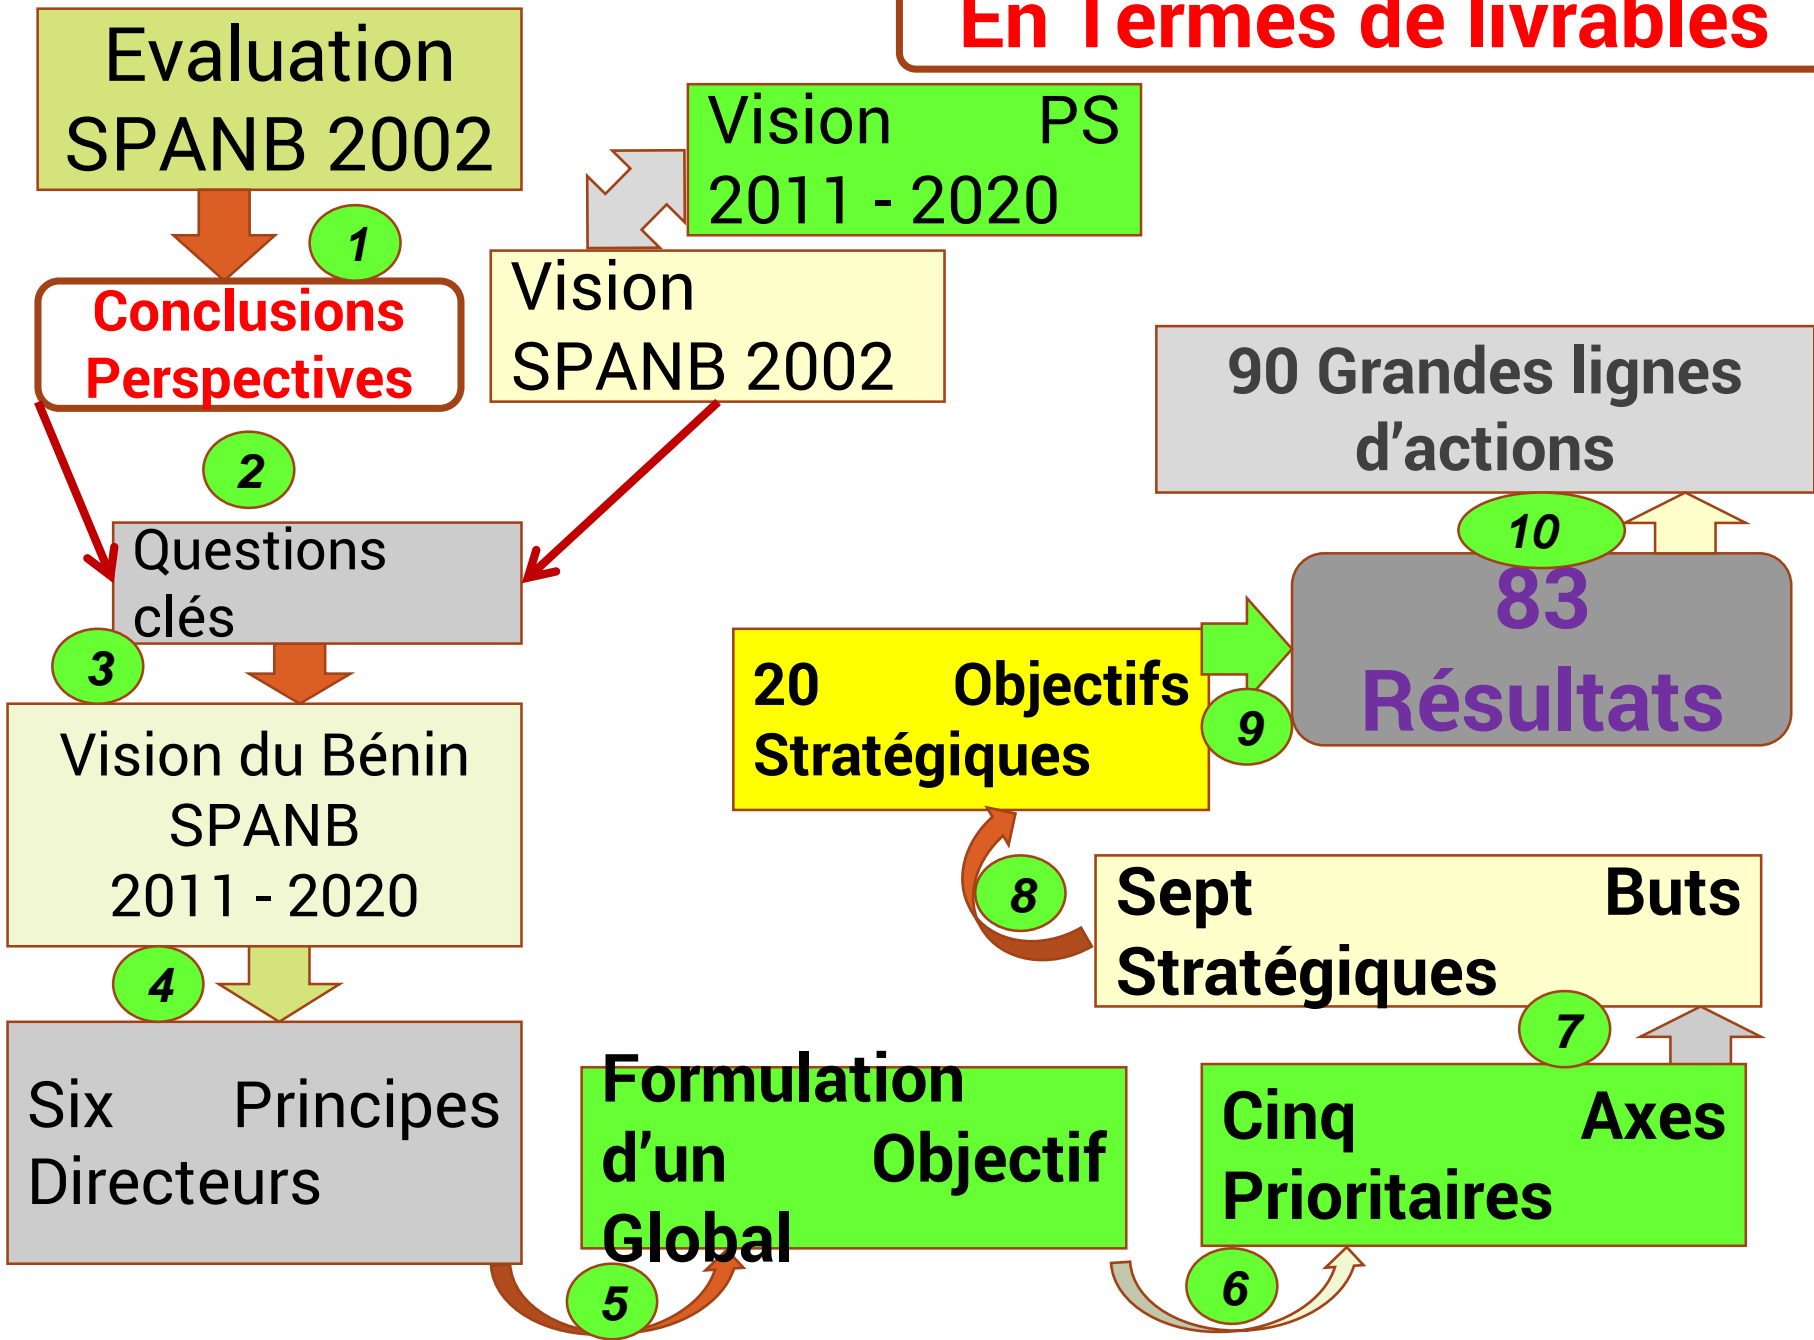 En Termes de livrables
Evaluation
SPANB 2002
Vision PS
2011 - 2020
1
Conclusions
Perspectives
Vision
SPANB 2002
2
Questions
clés
3
Vision du Bénin
SPANB
2011 - 2020
4
Six Principes
Directeurs
5
Formulation
d’un Objectif
Global
6
Cinq Axes
Prioritaires
7
Sept Buts
Stratégiques
8
20 Objectifs
Stratégiques
9
83
Résultats
10
90 Grandes lignes
d’actions